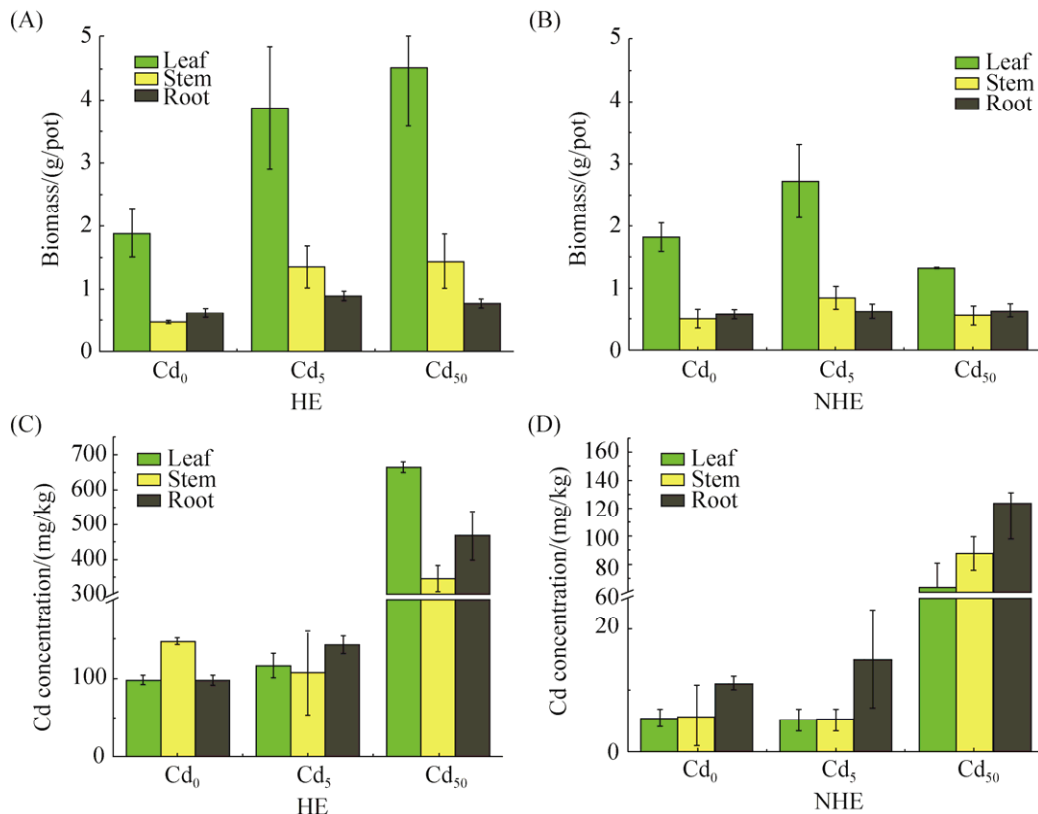 (A)
Biomass/(g/pot)
5
4
3
2
1
0
Leaf
Stem
Root
Cd₀ Cd₅ Cd₅₀
HE
(B)
Biomass/(g/pot)
5
4
3
2
1
0
Leaf
Stem
Root
Cd₀ Cd₅ Cd₅₀
NHE
(C)
Cd concentration/(mg/kg)
700
600
500
400
300
100
0
Leaf
Stem
Root
Cd₀ Cd₅ Cd₅₀
HE
(D)
Cd concentration/(mg/kg)
160
140
120
100
80
60
20
0
Leaf
Stem
Root
Cd₀ Cd₅ Cd₅₀
NHE